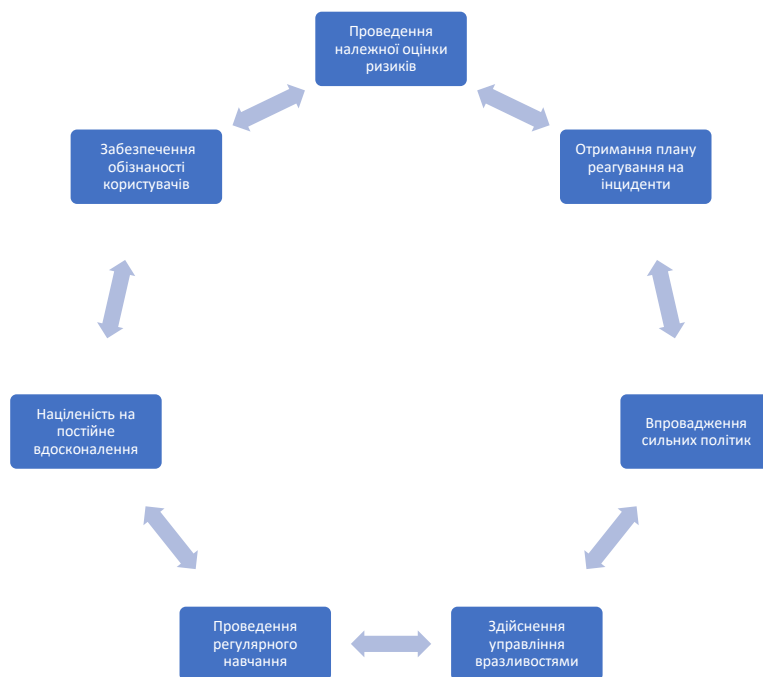 Проведення
належної оцінки
ризиків
Отримання плану
реагування на
інциденти
Впровадження
сильних політик
Здійснення
управління
вразливостями
Проведення
регулярного
навчання
Націленість на
постійне
вдосконалення
Забезпечення
обізнаності
користувачів